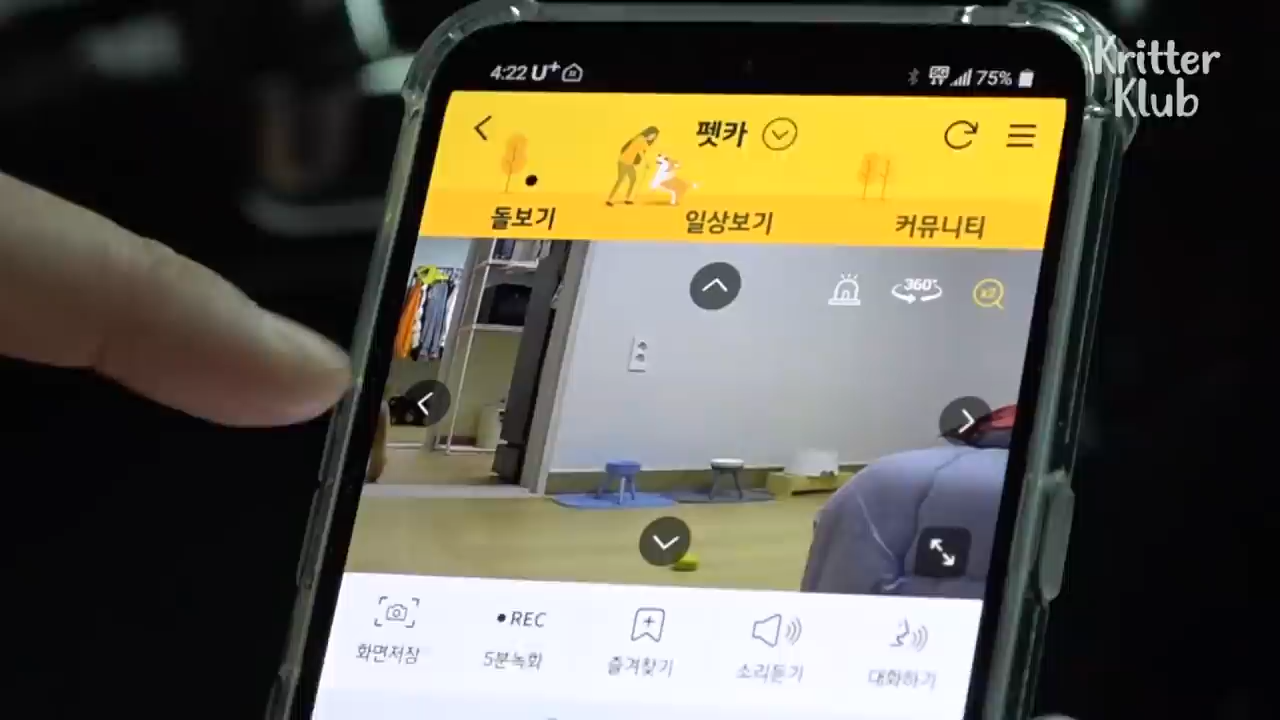 Kritter
Klub
4:22 U+
5G
75%
펫카
돌보기
일상보기
커뮤니티
360°
x2
REC
화면저장
5분녹화
즐겨찾기
소리듣기
대화하기